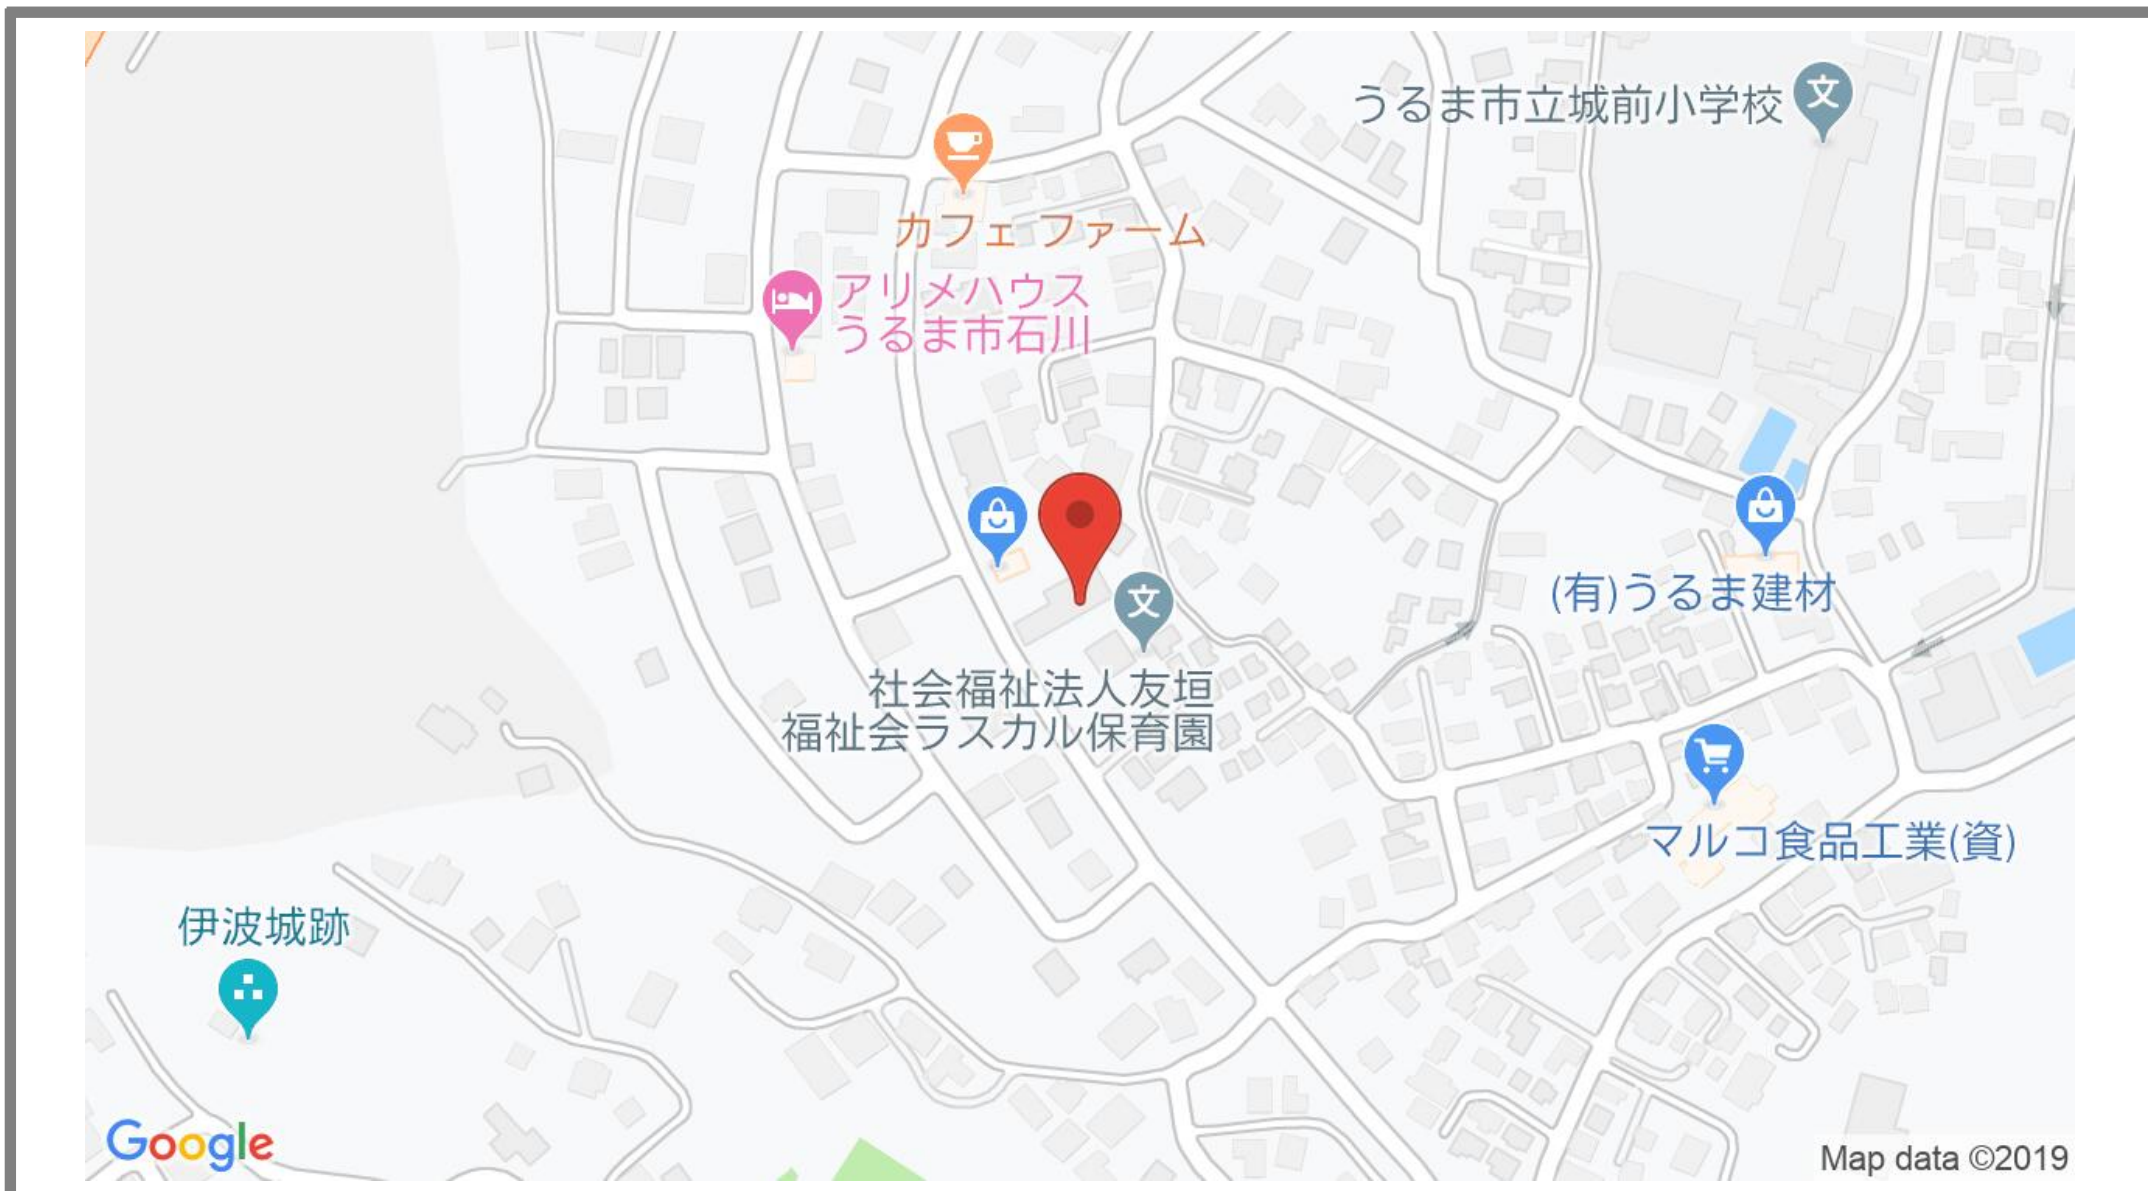 うるま市立城前小学校
文
カフェ ファーム
アリメハウス
うるま市石川
文
(有)うるま建材
社会福祉法人友垣
福祉会ラスカル保育園
マルコ食品工業(資)
伊波城跡
Google
Map data ©2019